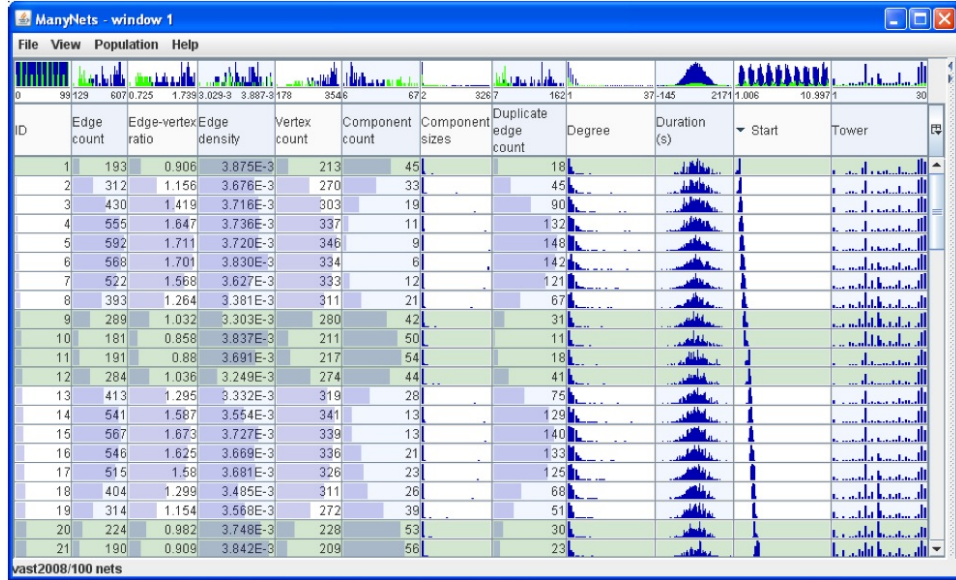 ManyNets - window 1
File View Population Help
0 99 129 607 0.725 1.739 3.029-3 3.887-3 178 354 6 67 2 326 7 162 1 37 -145 2171 1.006 10.997 1 30
ID Edge count Edge-vertex ratio Edge density Vertex count Component count Component sizes Duplicate edge count Degree Duration (s) Start Tower
1 193 0.906 3.875E-3 213 45 18
2 312 1.156 3.676E-3 270 33 45
3 430 1.419 3.716E-3 303 19 90
4 555 1.647 3.736E-3 337 11 132
5 592 1.711 3.720E-3 346 9 148
6 568 1.701 3.830E-3 334 6 142
7 522 1.568 3.627E-3 333 12 121
8 393 1.264 3.381E-3 311 21 67
9 289 1.032 3.303E-3 280 42 31
10 181 0.858 3.837E-3 211 50 11
11 191 0.88 3.691E-3 217 54 18
12 284 1.036 3.249E-3 274 44 41
13 413 1.295 3.332E-3 319 28 75
14 541 1.587 3.554E-3 341 13 129
15 567 1.673 3.727E-3 339 13 140
16 546 1.625 3.669E-3 336 21 133
17 515 1.58 3.681E-3 326 23 125
18 404 1.299 3.485E-3 311 26 68
19 314 1.154 3.568E-3 272 39 51
20 224 0.982 3.748E-3 228 53 30
21 190 0.909 3.842E-3 209 56 23
vast2008/100 nets